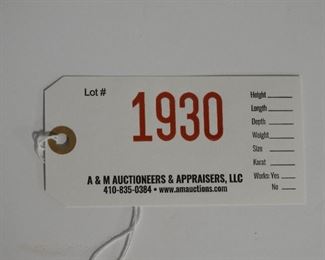 Lot #
1930
Height
Length
Depth
Weight
Size
Karat
Works: Yes
No
A & M AUCTIONEERS & APPRAISERS, LLC
410-835-0384 • www.amauctions.com